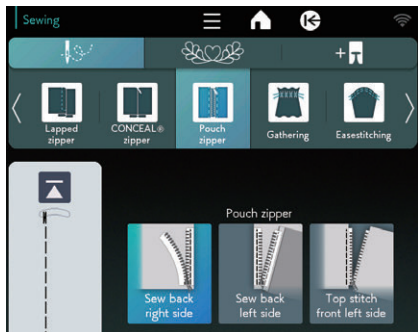 Sewing
Lapped
zipper
CONCEAL®
zipper
Pouch
zipper
Gathering
Easestitching
Pouch zipper
Sew back
right side
Sew back
left side
Top stitch
front left side